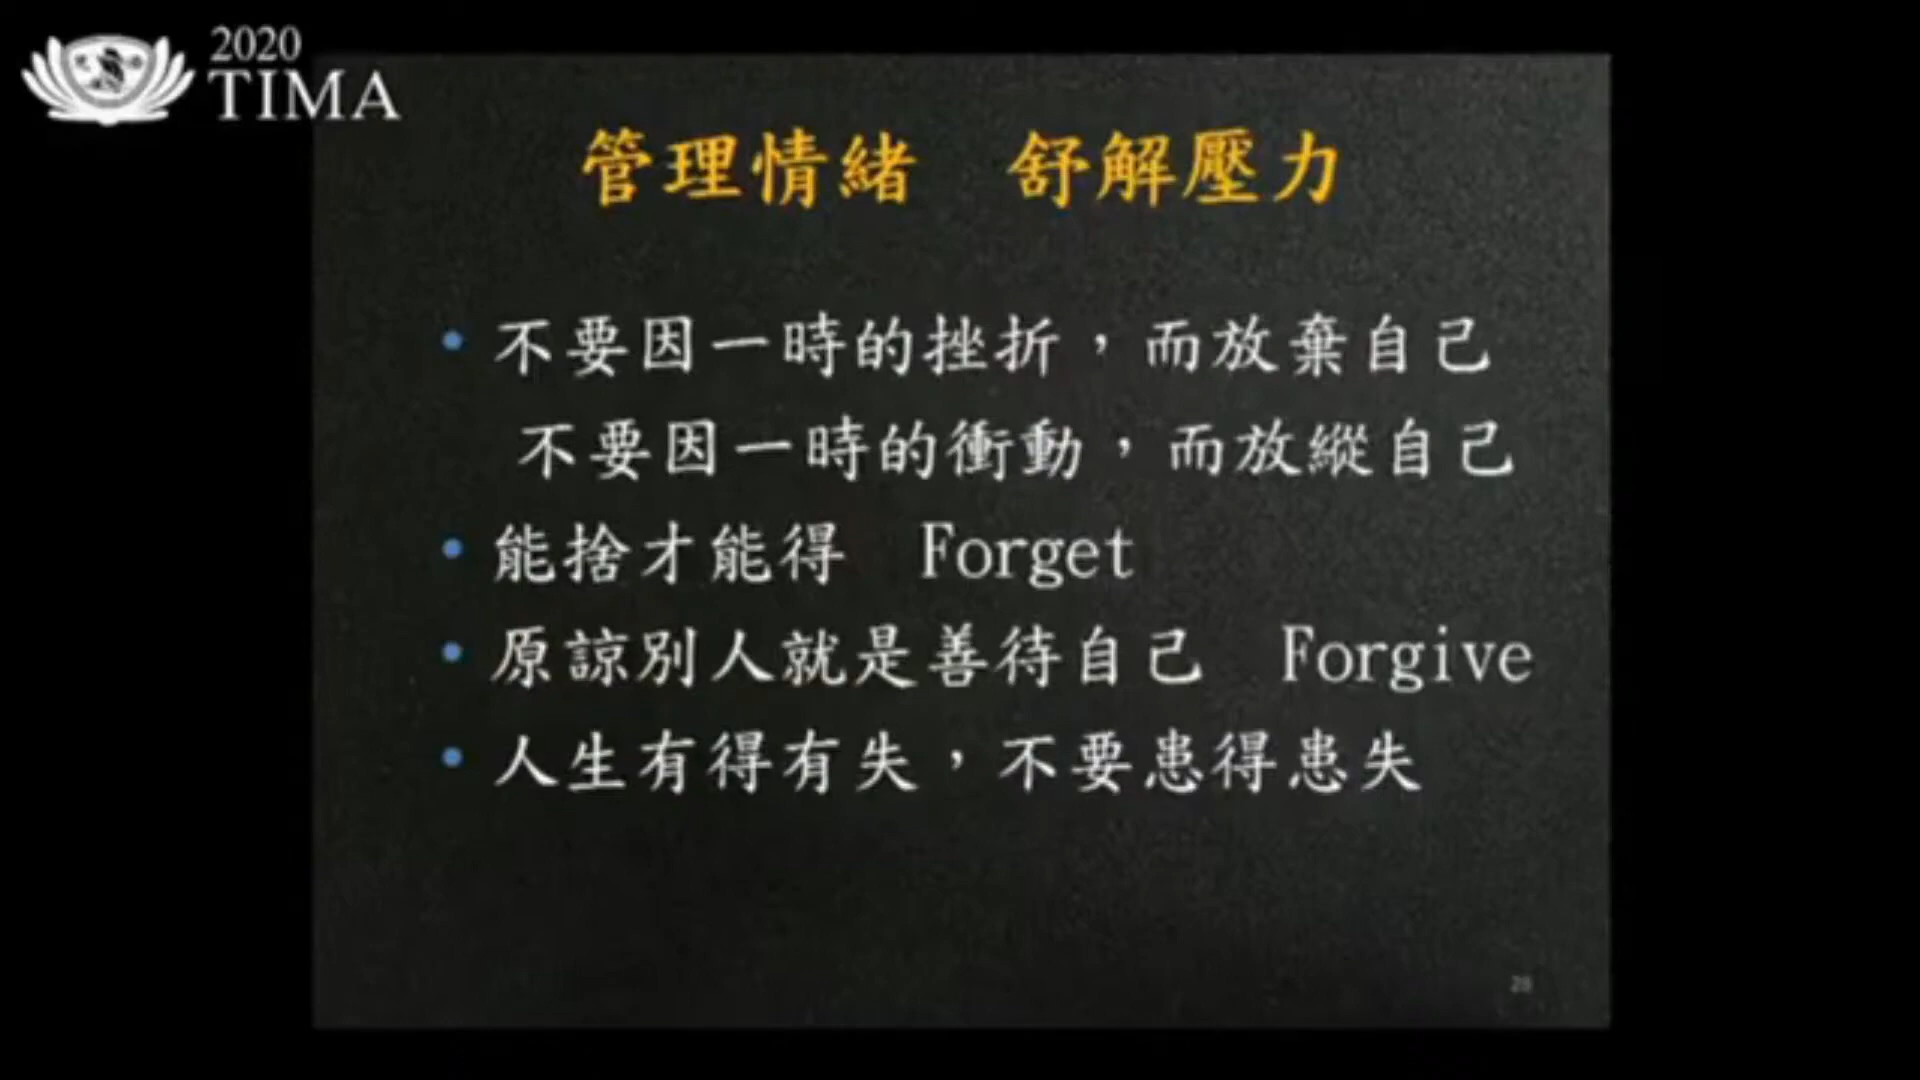 2020
TIMA
管理情緒 舒解壓力
• 不要因一時的挫折，而放棄自己
不要因一時的衝動，而放縱自己
• 能捨才能得 Forget
• 原諒別人就是善待自己 Forgive
• 人生有得有失，不要患得患失